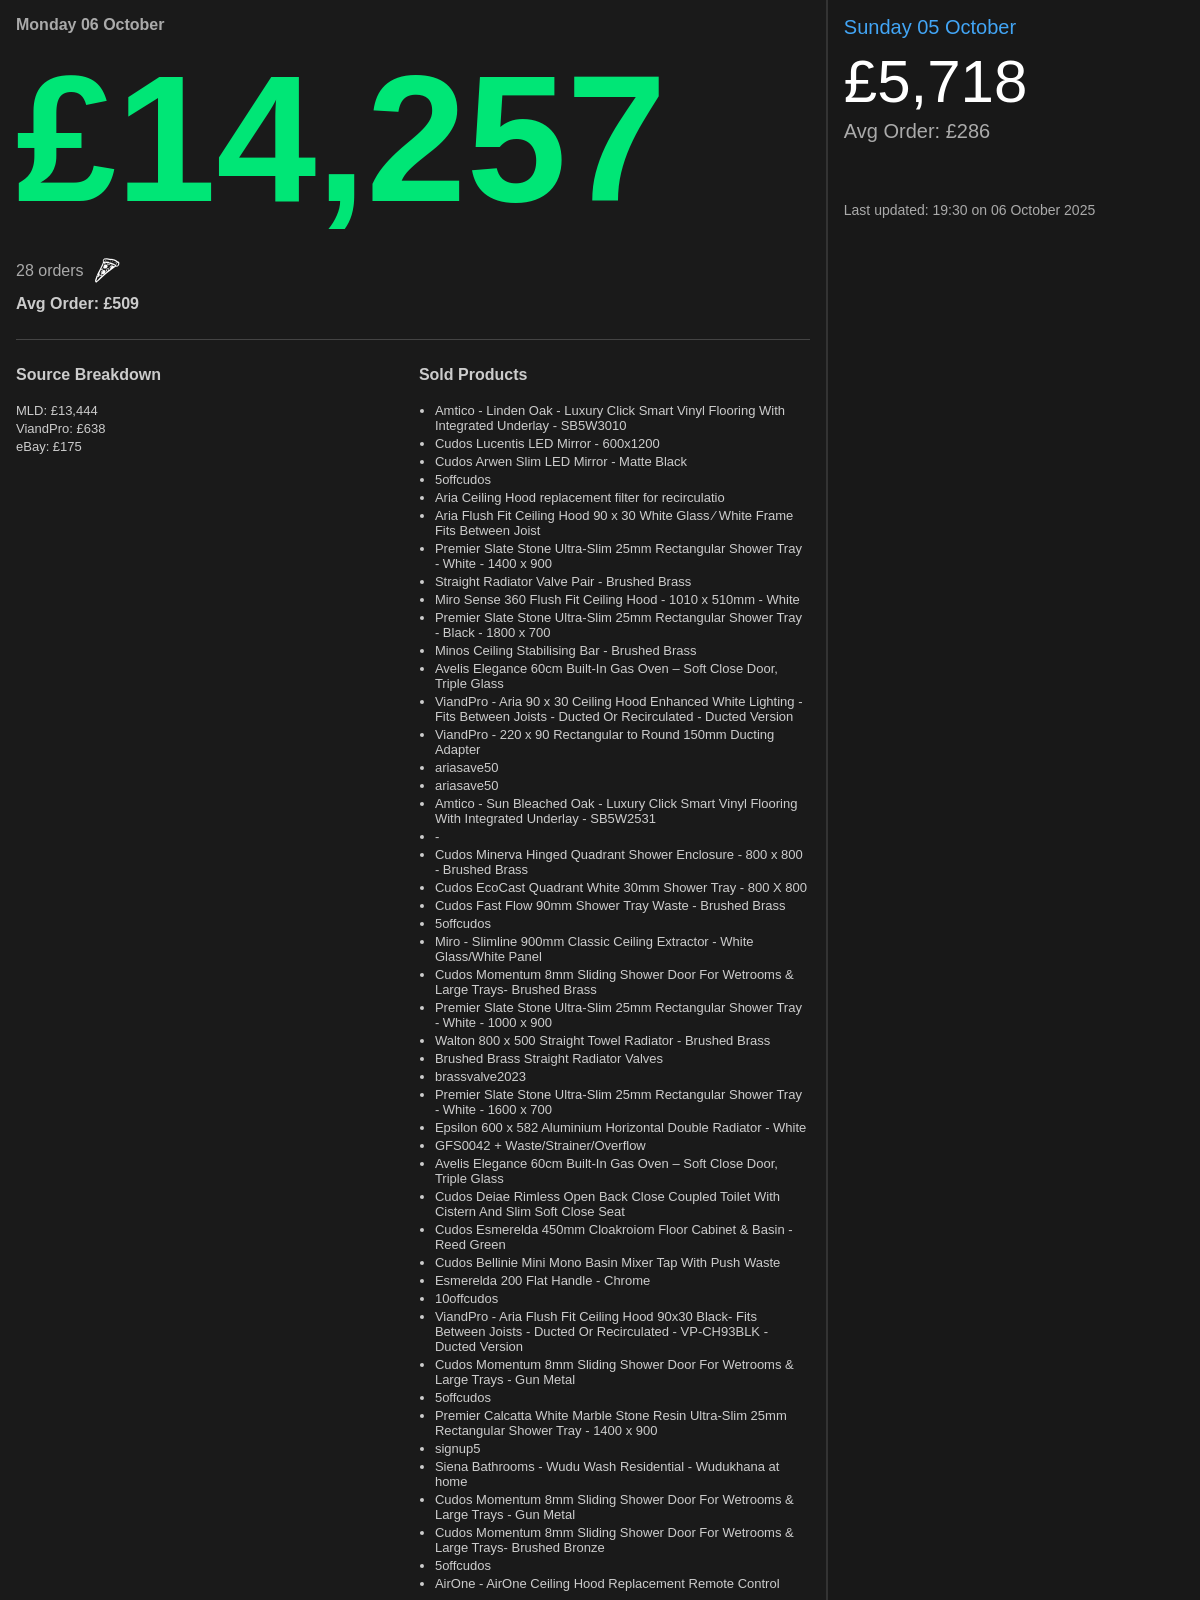 Monday 06 October
£14,257
28 orders
Avg Order: £509
Source Breakdown
MLD: £13,444
ViandPro: £638
eBay: £175
Sold Products
Amtico - Linden Oak - Luxury Click Smart Vinyl Flooring With
Integrated Underlay - SB5W3010
Cudos Lucentis LED Mirror - 600x1200
Cudos Arwen Slim LED Mirror - Matte Black
5offcudos
Aria Ceiling Hood replacement filter for recirculatio
Aria Flush Fit Ceiling Hood 90 x 30 White Glass ⁄ White Frame
Fits Between Joist
Premier Slate Stone Ultra-Slim 25mm Rectangular Shower Tray
- White - 1400 x 900
Straight Radiator Valve Pair - Brushed Brass
Miro Sense 360 Flush Fit Ceiling Hood - 1010 x 510mm - White
Premier Slate Stone Ultra-Slim 25mm Rectangular Shower Tray
- Black - 1800 x 700
Minos Ceiling Stabilising Bar - Brushed Brass
Avelis Elegance 60cm Built-In Gas Oven – Soft Close Door,
Triple Glass
ViandPro - Aria 90 x 30 Ceiling Hood Enhanced White Lighting -
Fits Between Joists - Ducted Or Recirculated - Ducted Version
ViandPro - 220 x 90 Rectangular to Round 150mm Ducting
Adapter
ariasave50
ariasave50
Amtico - Sun Bleached Oak - Luxury Click Smart Vinyl Flooring
With Integrated Underlay - SB5W2531
-
Cudos Minerva Hinged Quadrant Shower Enclosure - 800 x 800
- Brushed Brass
Cudos EcoCast Quadrant White 30mm Shower Tray - 800 X 800
Cudos Fast Flow 90mm Shower Tray Waste - Brushed Brass
5offcudos
Miro - Slimline 900mm Classic Ceiling Extractor - White
Glass/White Panel
Cudos Momentum 8mm Sliding Shower Door For Wetrooms &
Large Trays- Brushed Brass
Premier Slate Stone Ultra-Slim 25mm Rectangular Shower Tray
- White - 1000 x 900
Walton 800 x 500 Straight Towel Radiator - Brushed Brass
Brushed Brass Straight Radiator Valves
brassvalve2023
Premier Slate Stone Ultra-Slim 25mm Rectangular Shower Tray
- White - 1600 x 700
Epsilon 600 x 582 Aluminium Horizontal Double Radiator - White
GFS0042 + Waste/Strainer/Overflow
Avelis Elegance 60cm Built-In Gas Oven – Soft Close Door,
Triple Glass
Cudos Deiae Rimless Open Back Close Coupled Toilet With
Cistern And Slim Soft Close Seat
Cudos Esmerelda 450mm Cloakroiom Floor Cabinet & Basin -
Reed Green
Cudos Bellinie Mini Mono Basin Mixer Tap With Push Waste
Esmerelda 200 Flat Handle - Chrome
10offcudos
ViandPro - Aria Flush Fit Ceiling Hood 90x30 Black- Fits
Between Joists - Ducted Or Recirculated - VP-CH93BLK -
Ducted Version
Cudos Momentum 8mm Sliding Shower Door For Wetrooms &
Large Trays - Gun Metal
5offcudos
Premier Calcatta White Marble Stone Resin Ultra-Slim 25mm
Rectangular Shower Tray - 1400 x 900
signup5
Siena Bathrooms - Wudu Wash Residential - Wudukhana at
home
Cudos Momentum 8mm Sliding Shower Door For Wetrooms &
Large Trays - Gun Metal
Cudos Momentum 8mm Sliding Shower Door For Wetrooms &
Large Trays- Brushed Bronze
5offcudos
AirOne - AirOne Ceiling Hood Replacement Remote Control
Sunday 05 October
£5,718
Avg Order: £286
Last updated: 19:30 on 06 October 2025